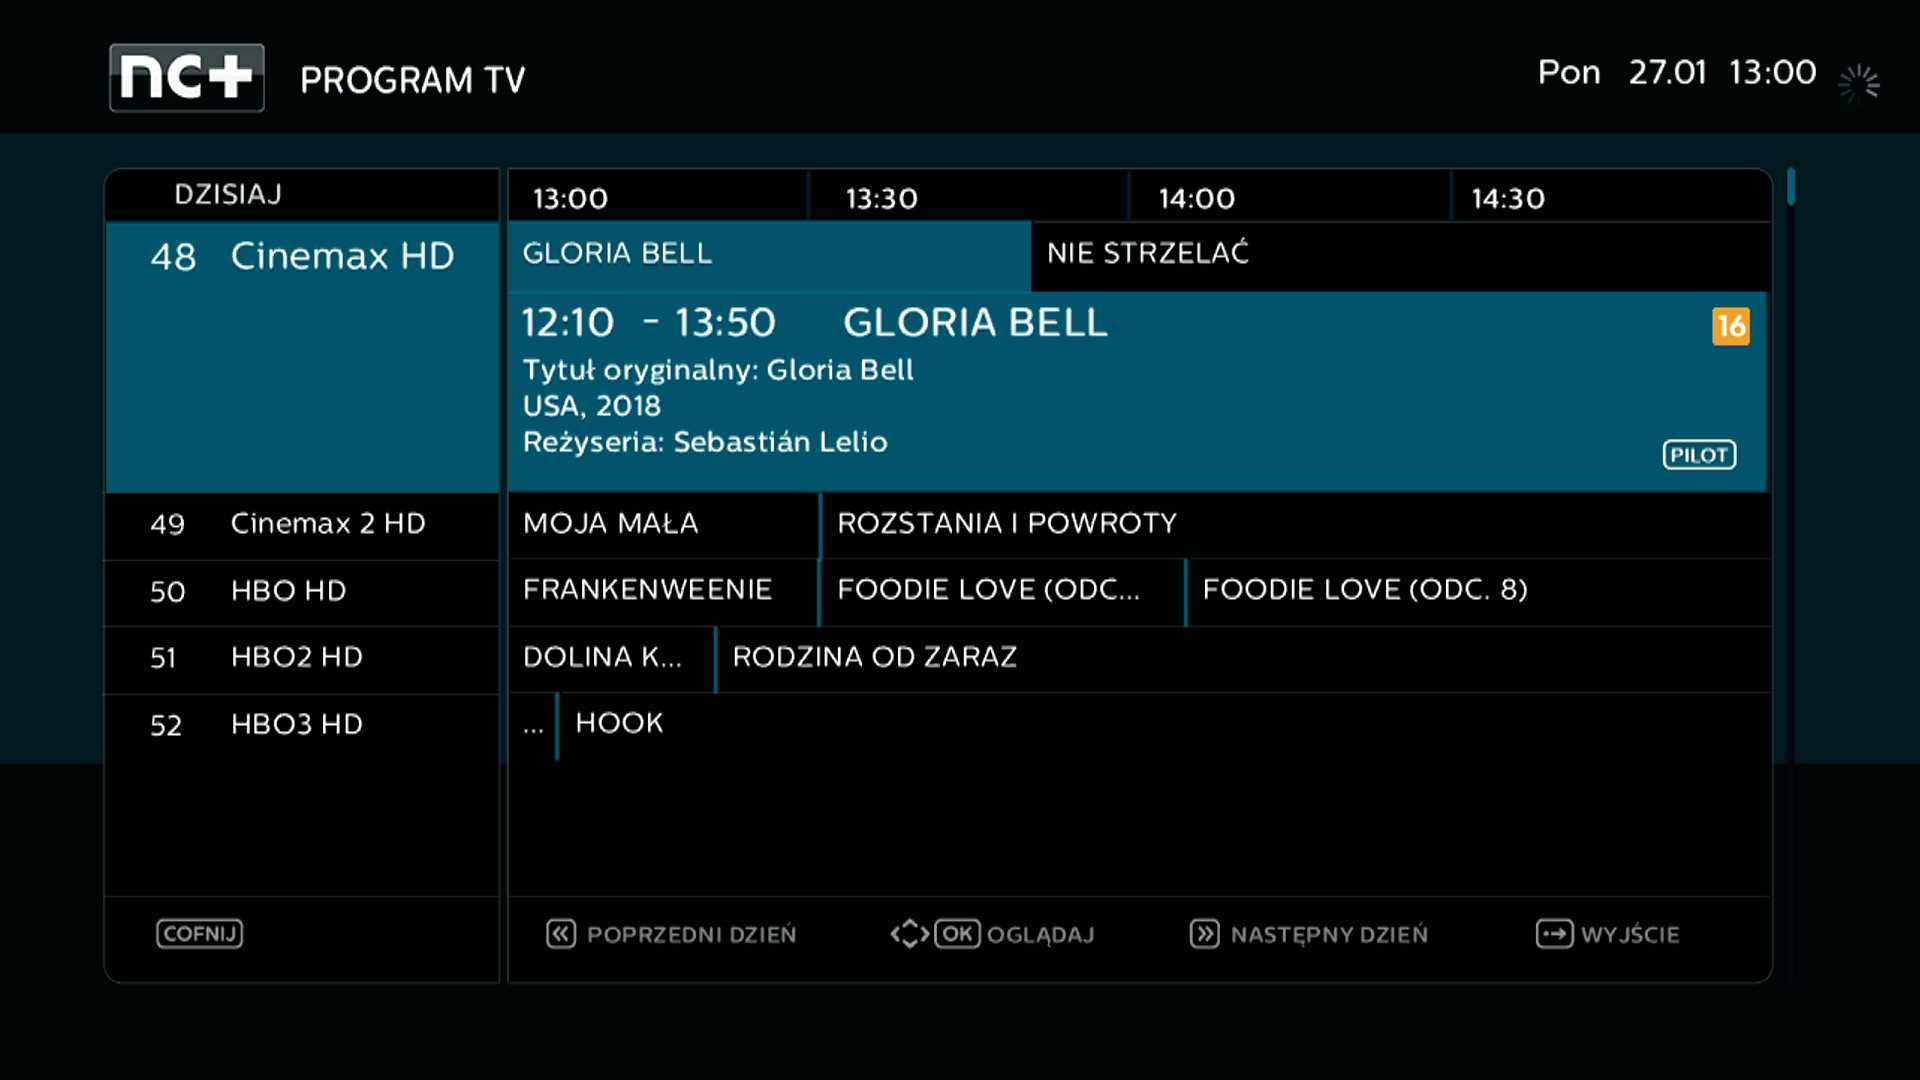 nc+ PROGRAM TV
Pon 27.01 13:00
DZISIAJ 13:00 13:30 14:00 14:30
48 Cinemax HD GLORIA BELL NIE STRZELAĆ
12:10 - 13:50 GLORIA BELL 16
Tytuł oryginalny: Gloria Bell
USA, 2018
Reżyseria: Sebastián Lelio
PILOT
49 Cinemax 2 HD MOJA MAŁA ROZSTANIA I POWROTY
50 HBO HD FRANKENWEENIE FOODIE LOVE (ODC... FOODIE LOVE (ODC. 8)
51 HBO2 HD DOLINA K... RODZINA OD ZARAZ
52 HBO3 HD ... HOOK
COFNIJ POPRZEDNI DZIEŃ OK OGLĄDAJ NASTĘPNY DZIEŃ WYJŚCIE